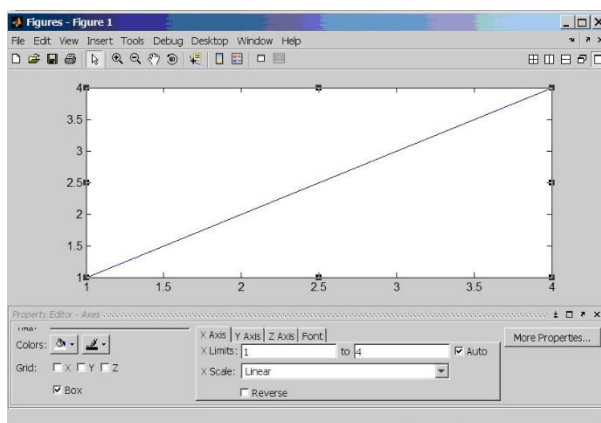 Figures - Figure 1
File Edit View Insert Tools Debug Desktop Window Help
4
3.5
3
2.5
2
1.5
1
1 1.5 2 2.5 3 3.5 4
Property Editor - Axes
X Axis Y Axis Z Axis Font
More Properties...
Colors:
X Limits: 1 to 4 Auto
Grid: X Y Z
X Scale: Linear
Box
Reverse